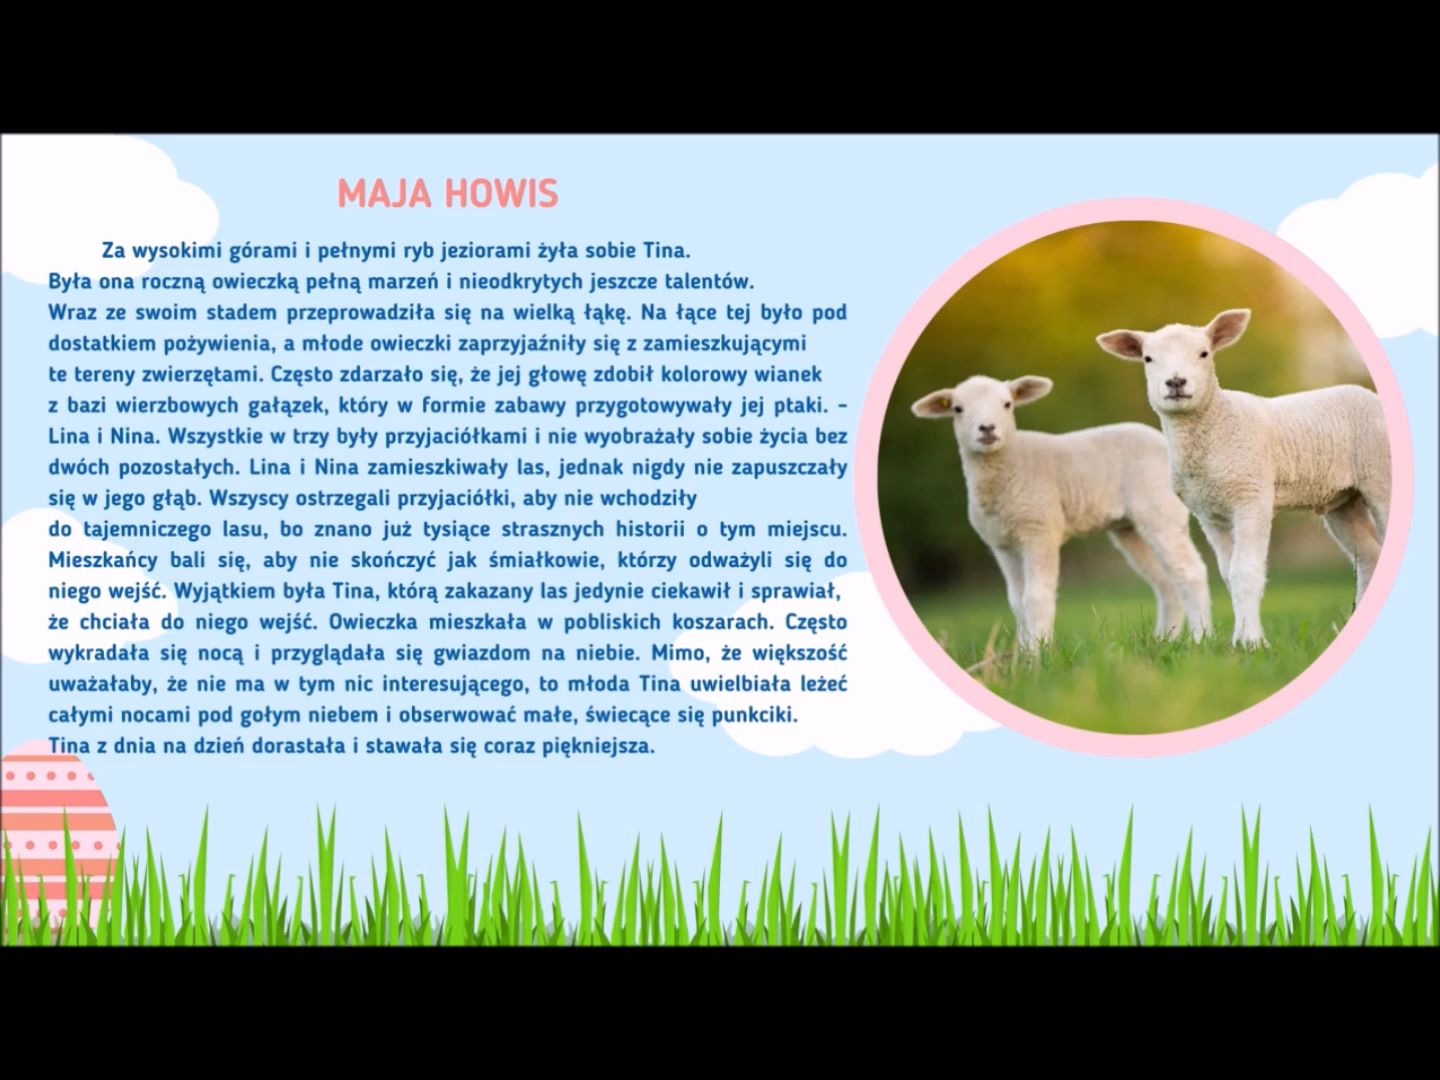 MAJA HOWIS
Za wysokimi górami i pełnymi ryb jeziorami żyła sobie Tina.
Była ona roczną owieczką pełną marzeń i nieodkrytych jeszcze talentów.
Wraz ze swoim stadem przeprowadziła się na wielką łąkę. Na łące tej było pod
dostatkiem pożywienia, a młode owieczki zaprzyjaźniły się z zamieszkującymi
te tereny zwierzętami. Często zdarzało się, że jej głowę zdobił kolorowy wianek
z bazi wierzbowych gałązek, który w formie zabawy przygotowywały jej ptaki. –
Lina i Nina. Wszystkie w trzy były przyjaciółkami i nie wyobrażały sobie życia bez
dwóch pozostałych. Lina i Nina zamieszkiwały las, jednak nigdy nie zapuszczały
się w jego głąb. Wszyscy ostrzegali przyjaciółki, aby nie wchodziły
do tajemniczego lasu, bo znano już tysiące strasznych historii o tym miejscu.
Mieszkańcy bali się, aby nie skończyć jak śmiałkowie, którzy odważyli się do
niego wejść. Wyjątkiem była Tina, którą zakazany las jedynie ciekawił i sprawiał,
że chciała do niego wejść. Owieczka mieszkała w pobliskich koszarach. Często
wykradała się nocą i przyglądała się gwiazdom na niebie. Mimo, że większość
uważałaby, że nie ma w tym nic interesującego, to młoda Tina uwielbiała leżeć
całymi nocami pod gołym niebem i obserwować małe, świecące się punkciki.
Tina z dnia na dzień dorastała i stawała się coraz piękniejsza.